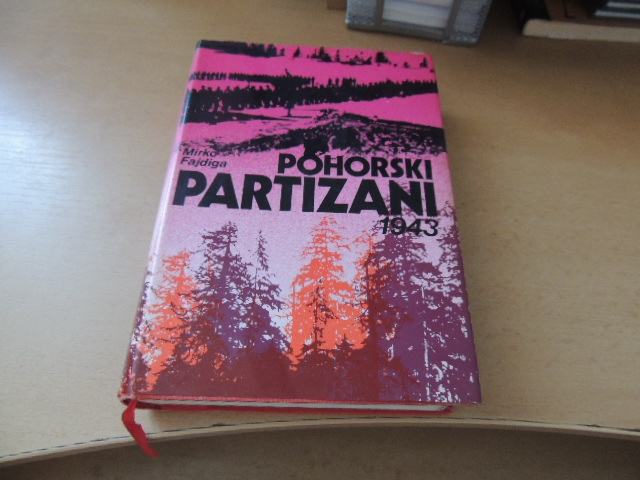 Mirko
Fajdiga
POHORSKI
PARTIZANI
1943